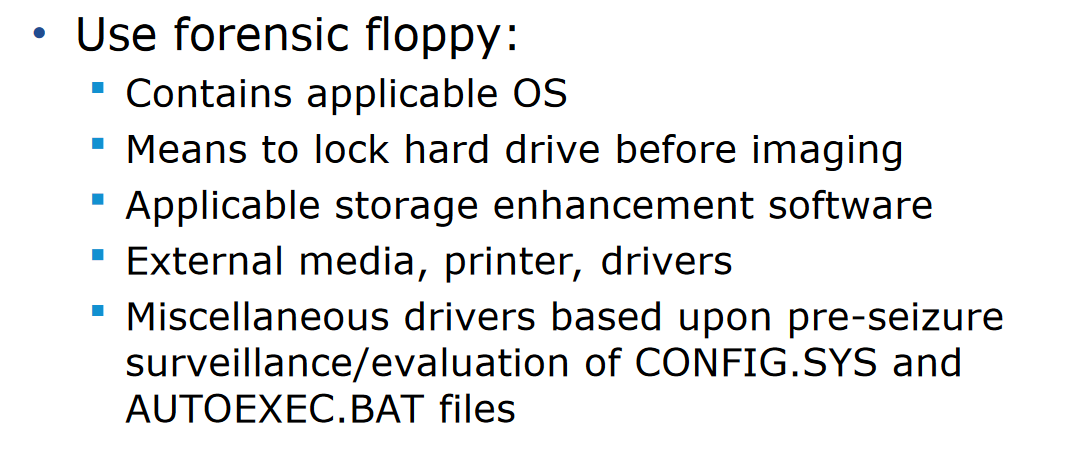 • Use forensic floppy:
▪ Contains applicable OS
▪ Means to lock hard drive before imaging
▪ Applicable storage enhancement software
▪ External media, printer, drivers
▪ Miscellaneous drivers based upon pre-seizure
surveillance/evaluation of CONFIG.SYS and
AUTOEXEC.BAT files